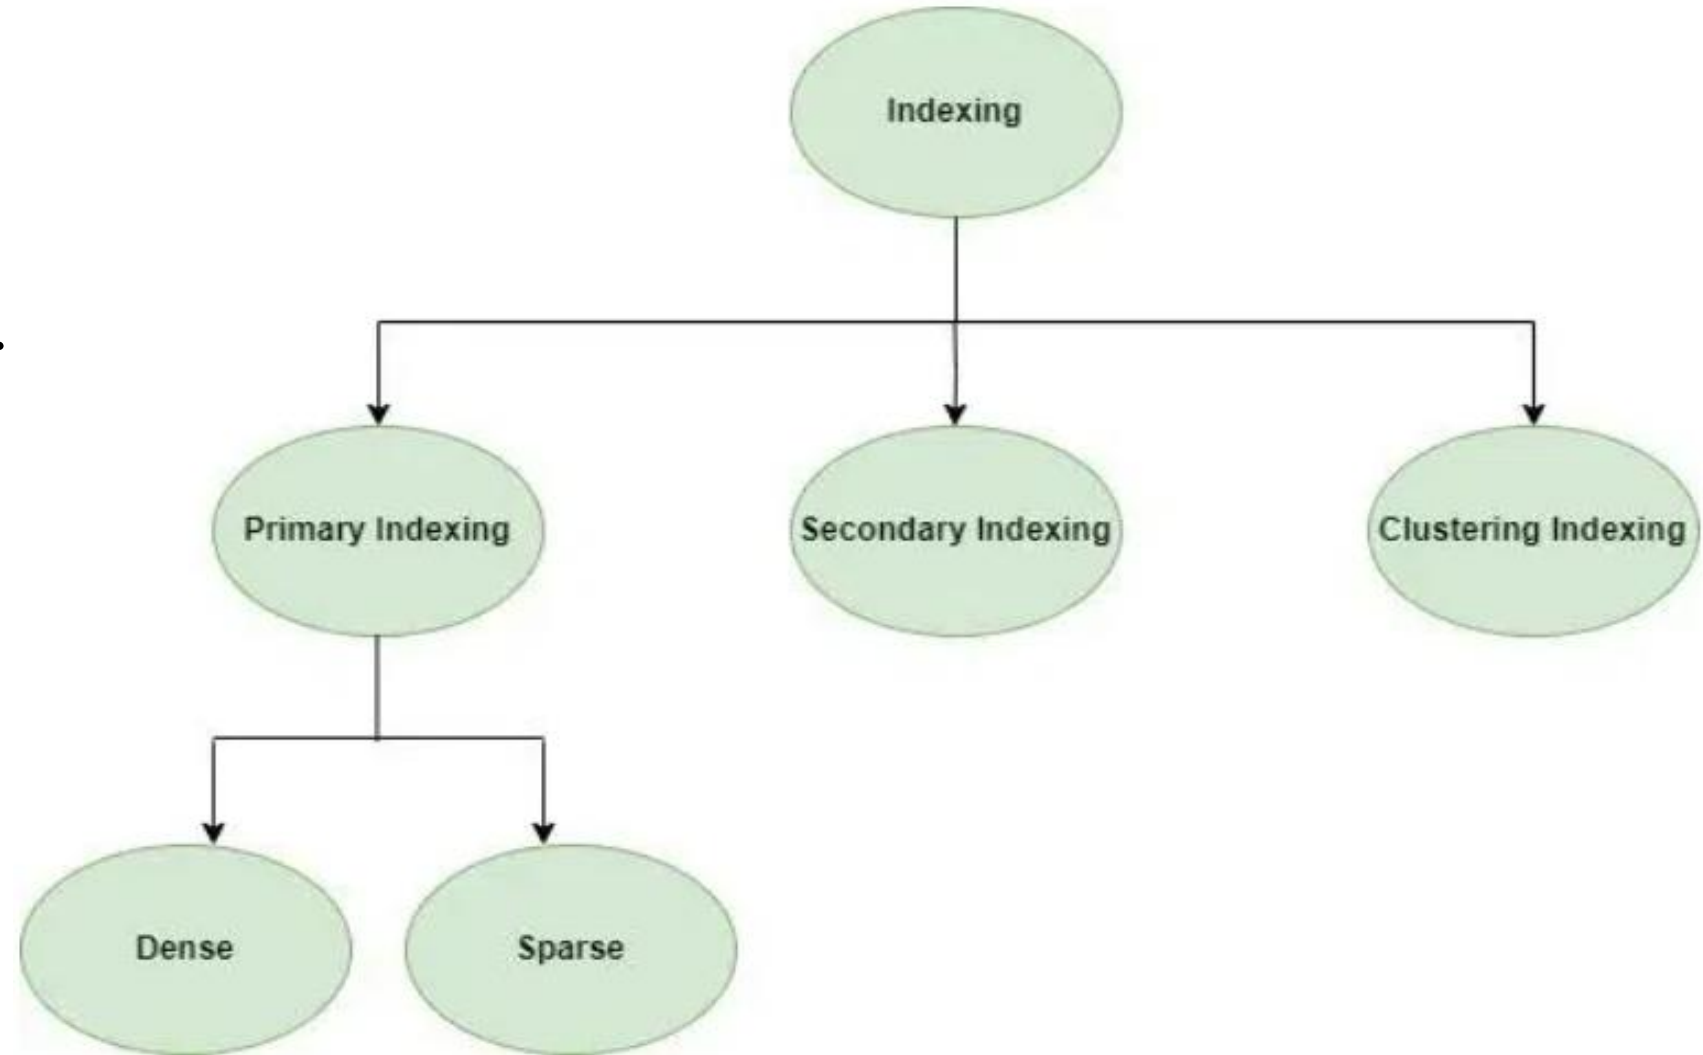 Indexing
Primary Indexing
Secondary Indexing
Clustering Indexing
Dense
Sparse